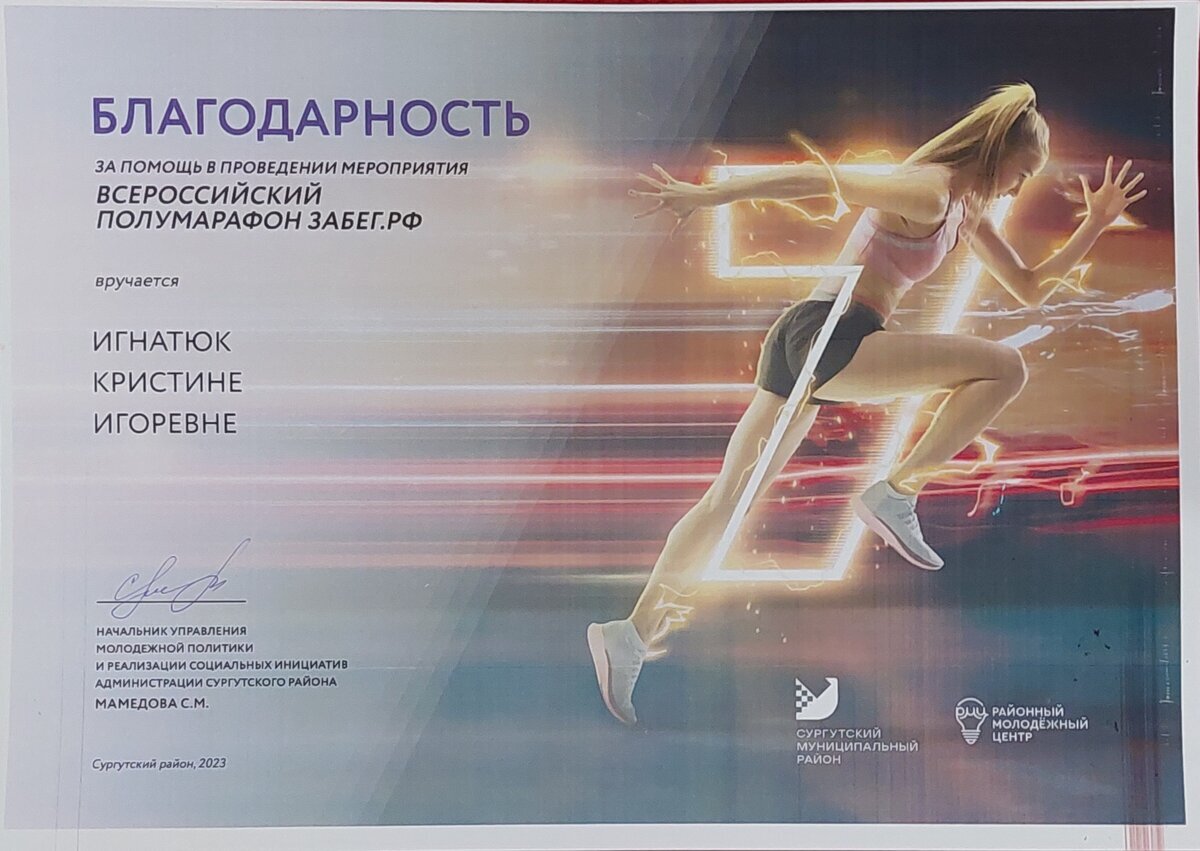 БЛАГОДАРНОСТЬ
ЗА ПОМОЩЬ В ПРОВЕДЕНИИ МЕРОПРИЯТИЯ
ВСЕРОССИЙСКИЙ
ПОЛУМАРАФОН ЗАБЕГ.РФ
вручается
ИГНАТЮК
КРИСТИНЕ
ИГОРЕВНЕ
НАЧАЛЬНИК УПРАВЛЕНИЯ
МОЛОДЕЖНОЙ ПОЛИТИКИ
И РЕАЛИЗАЦИИ СОЦИАЛЬНЫХ ИНИЦИАТИВ
АДМИНИСТРАЦИИ СУРГУТСКОГО РАЙОНА
МАМЕДОВА С.М.
Сургутский район, 2023
СУРГУТСКИЙ
МУНИЦИПАЛЬНЫЙ
РАЙОН
РМЦ
РАЙОННЫЙ
МОЛОДЁЖНЫЙ
ЦЕНТР